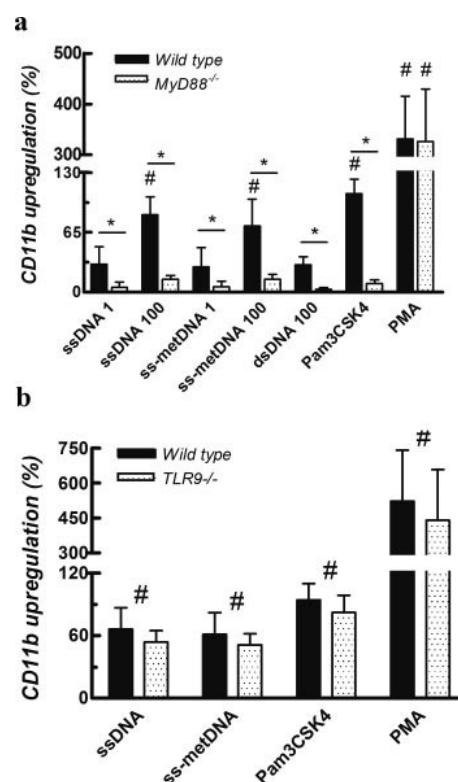 a
CD11b upregulation (%)
500
400
300
130
65
0
Wild type
MyD88-/-
*
* #
*
* #
*
* #
# #
ssDNA 1
ssDNA 100
ss-metDNA 1
ss-metDNA 100
dsDNA 100
Pam3CSK4
PMA
b
CD11b upregulation (%)
750
600
450
300
120
60
0
Wild type
TLR9-/-
#
#
#
#
ssDNA
ss-metDNA
Pam3CSK4
PMA